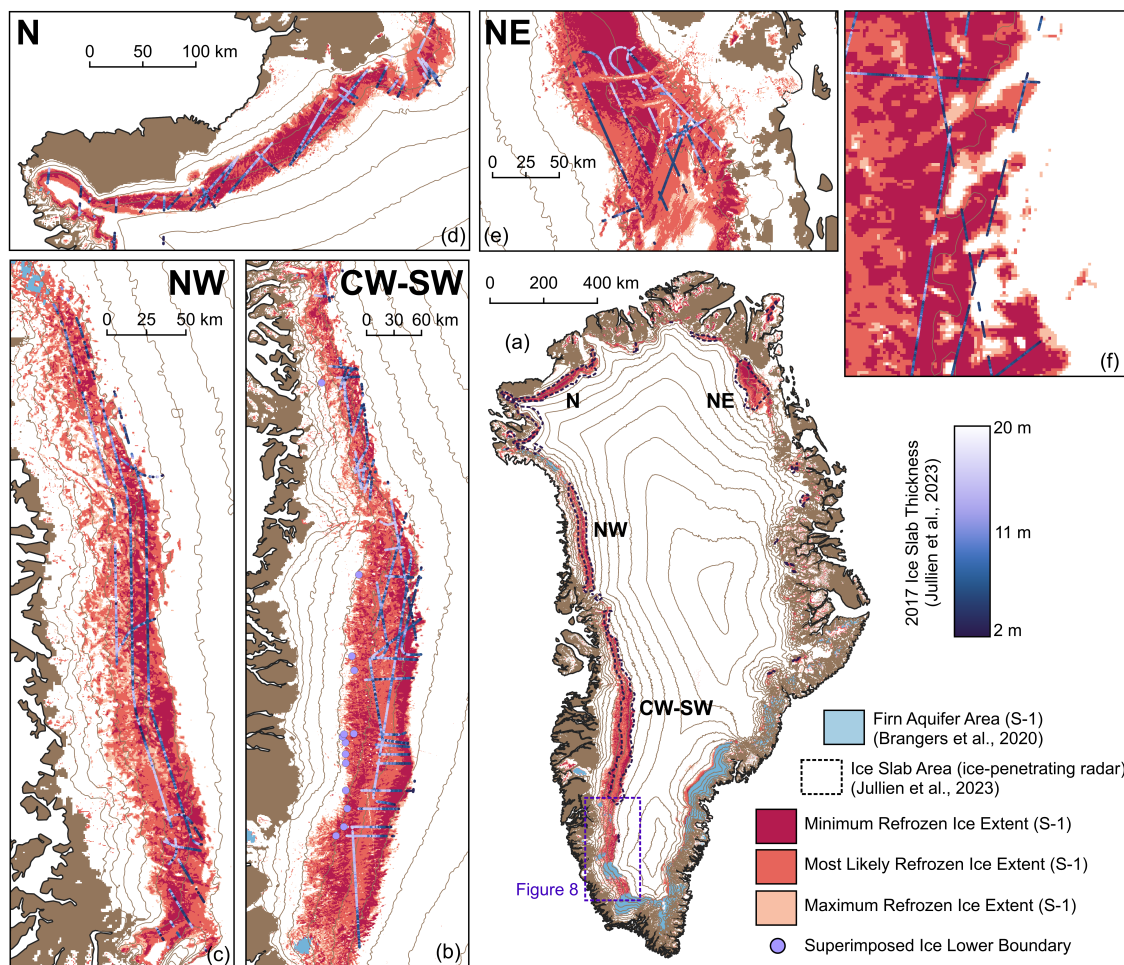 N
0 50 100 km
(d)
NE
0 25 50 km
(e)
(f)
NW
0 25 50 km
(c)
CW-SW
0 30 60 km
(b)
0 200 400 km
(a)
N
NE
NW
CW-SW
Figure 8
2017 Ice Slab Thickness
(Jullien et al., 2023)
20 m
11 m
2 m
Firn Aquifer Area (S-1)
(Brangers et al., 2020)
Ice Slab Area (ice-penetrating radar)
(Jullien et al., 2023)
Minimum Refrozen Ice Extent (S-1)
Most Likely Refrozen Ice Extent (S-1)
Maximum Refrozen Ice Extent (S-1)
Superimposed Ice Lower Boundary